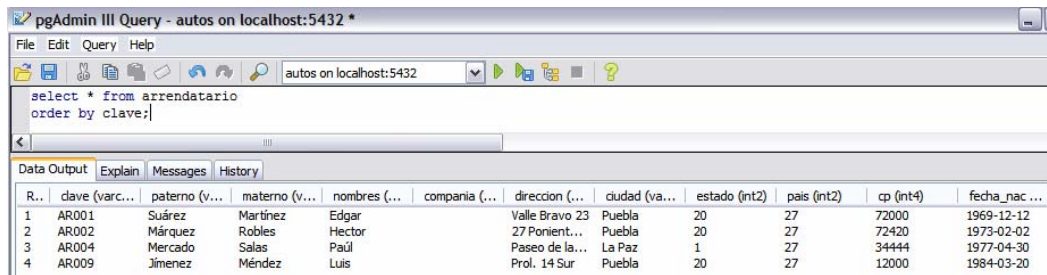 pgAdmin III Query - autos on localhost:5432 *
File Edit Query Help
autos on localhost:5432
select * from arrendatario
order by clave;
Data Output Explain Messages History
R.. clave (varc... paterno (v... materno (v... nombres (... compania (... direccion (... ciudad (va... estado (int2) pais (int2) cp (int4) fecha_nac ...
1 AR001 Suárez Martínez Edgar Valle Bravo 23 Puebla 20 27 72000 1969-12-12
2 AR002 Márquez Robles Hector 27 Ponient... Puebla 20 27 72420 1973-02-02
3 AR004 Mercado Salas Paúl Paseo de la... La Paz 1 27 34444 1977-04-30
4 AR009 Jímenez Méndez Luis Prol. 14 Sur Puebla 20 27 12000 1984-03-20